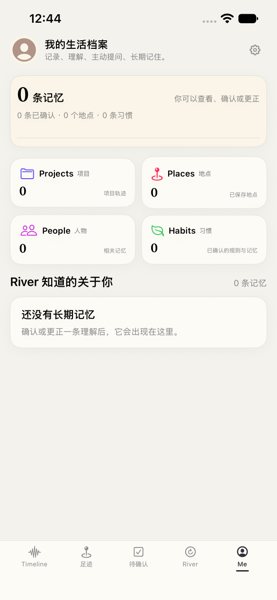 12:44
我的生活档案
记录、理解、主动提问、长期记住。
0 条记忆
你可以查看、确认或更正
0 条已确认 · 0 个地点 · 0 条习惯
Projects 项目
0
项目轨迹
Places 地点
0
已保存地点
People 人物
0
相关记忆
Habits 习惯
0
已确认的规则与记忆
River 知道的关于你
0 条记忆
还没有长期记忆
确认或更正一条理解后，它会出现在这里。
Timeline
足迹
待确认
River
Me